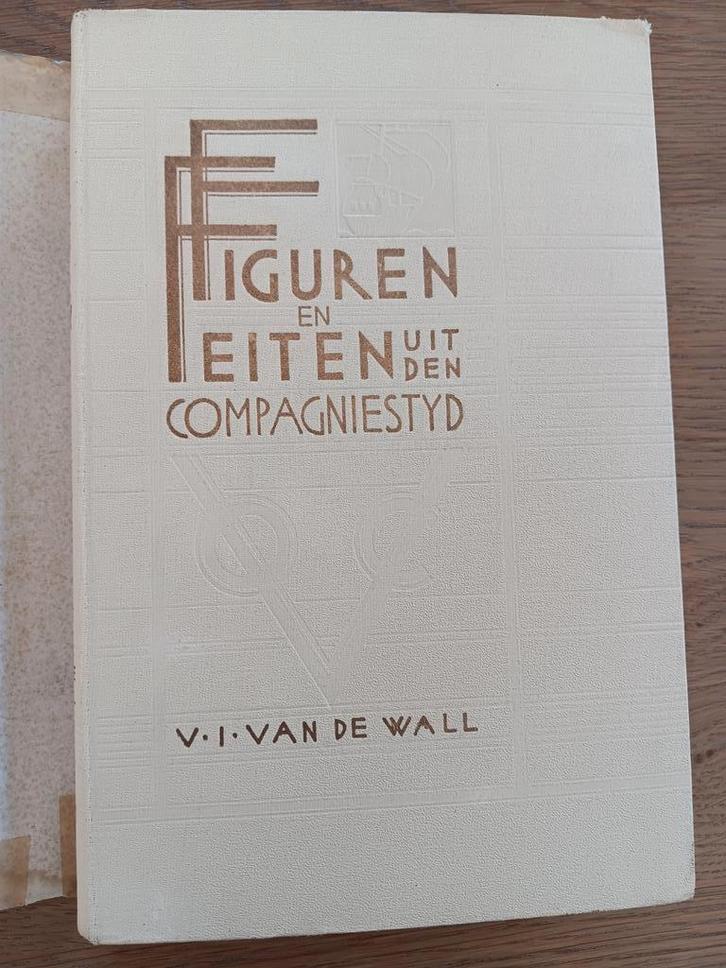 FIGUREN
EN
FEITEN UIT DEN
COMPAGNIESTYD
V·I·VAN DE WALL